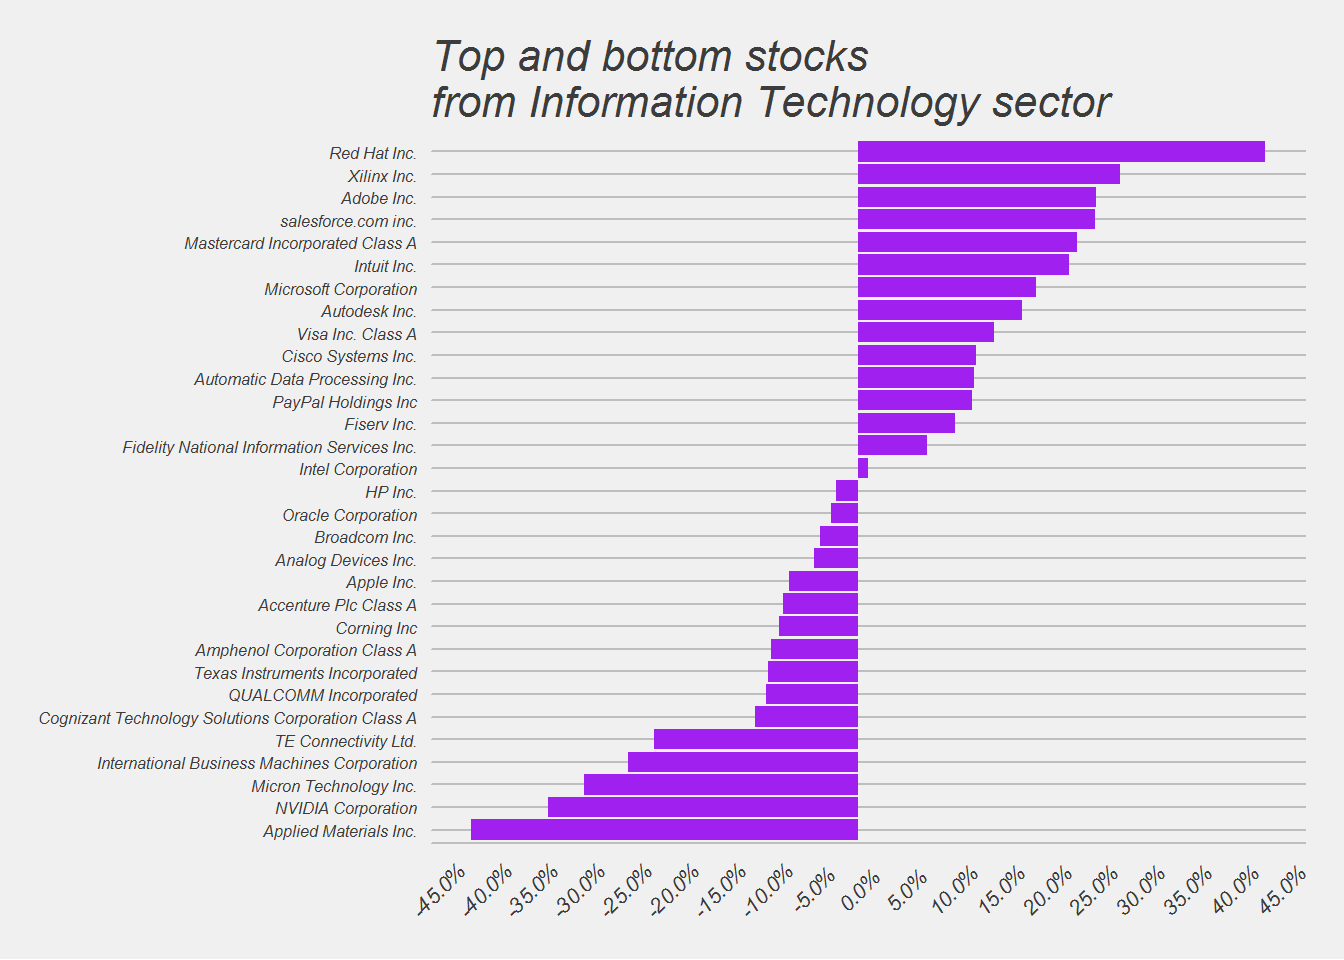 Top and bottom stocks
from Information Technology sector
Red Hat Inc.
Xilinx Inc.
Adobe Inc.
salesforce.com inc.
Mastercard Incorporated Class A
Intuit Inc.
Microsoft Corporation
Autodesk Inc.
Visa Inc. Class A
Cisco Systems Inc.
Automatic Data Processing Inc.
PayPal Holdings Inc
Fiserv Inc.
Fidelity National Information Services Inc.
Intel Corporation
HP Inc.
Oracle Corporation
Broadcom Inc.
Analog Devices Inc.
Apple Inc.
Accenture Plc Class A
Corning Inc
Amphenol Corporation Class A
Texas Instruments Incorporated
QUALCOMM Incorporated
Cognizant Technology Solutions Corporation Class A
TE Connectivity Ltd.
International Business Machines Corporation
Micron Technology Inc.
NVIDIA Corporation
Applied Materials Inc.
-45.0%
-40.0%
-35.0%
-30.0%
-25.0%
-20.0%
-15.0%
-10.0%
-5.0%
0.0%
5.0%
10.0%
15.0%
20.0%
25.0%
30.0%
35.0%
40.0%
45.0%